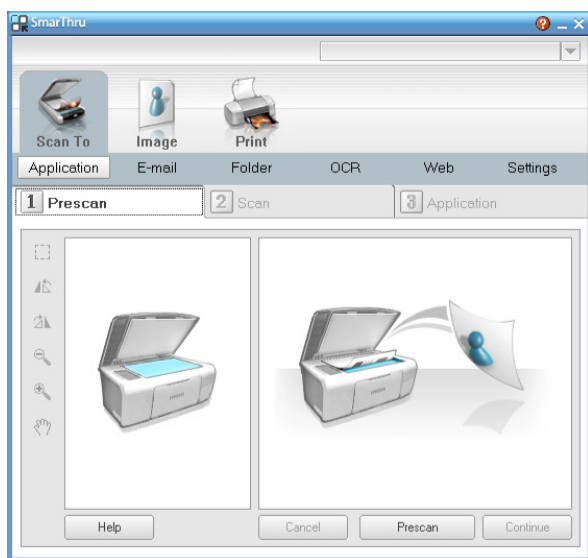 SmarThru
Scan To Image Print
Application E-mail Folder OCR Web Settings
1 Prescan 2 Scan 3 Application
Help Cancel Prescan Continue